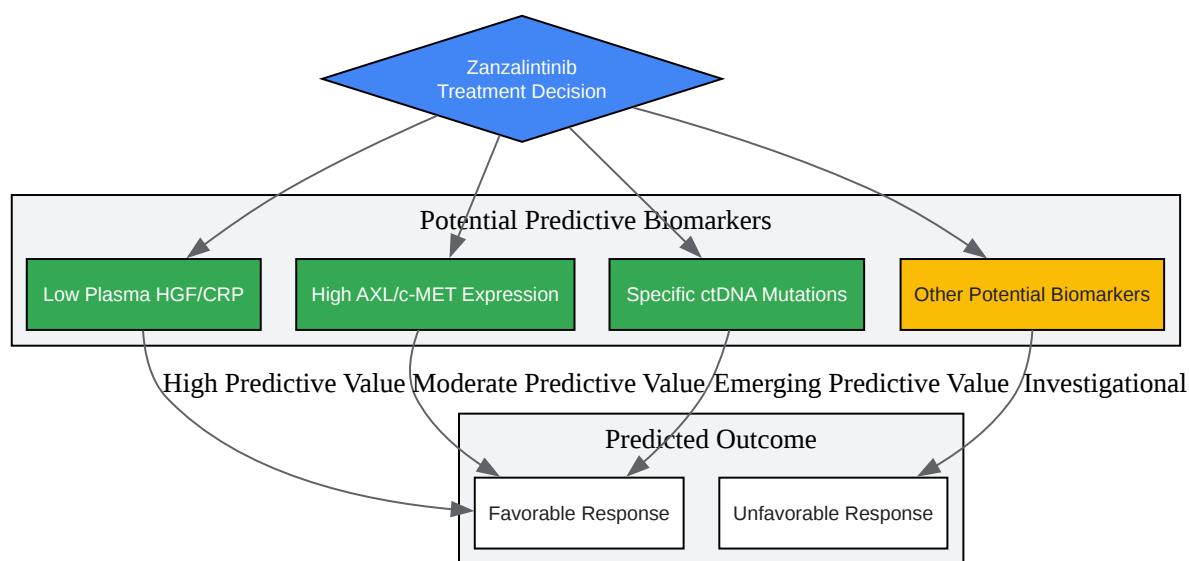 Zanzalintinib
Treatment Decision
Potential Predictive Biomarkers
Low Plasma HGF/CRP
High AXL/c-MET Expression
Specific ctDNA Mutations
Other Potential Biomarkers
High Predictive Value
Moderate Predictive Value
Emerging Predictive Value
Investigational
Predicted Outcome
Favorable Response
Unfavorable Response